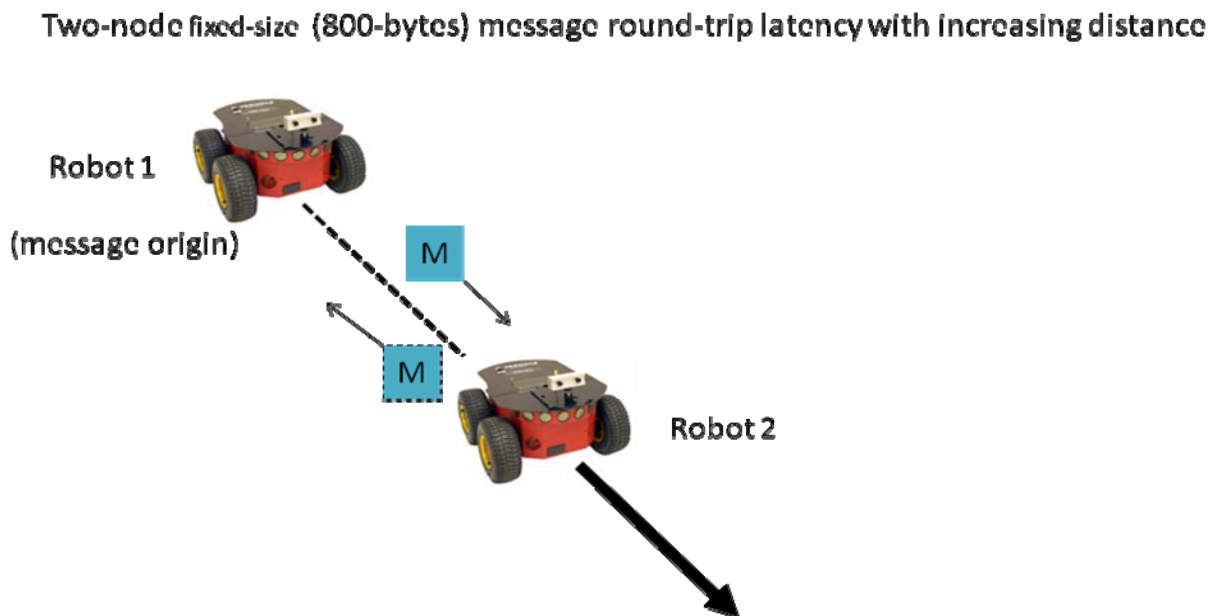 Two-node fixed-size (800-bytes) message round-trip latency with increasing distance
Robot 1
(message origin)
M
M
Robot 2